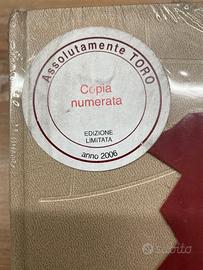 Assolutamente TORO
Copia
numerata
EDIZIONE
LIMITATA
anno 2006
subito